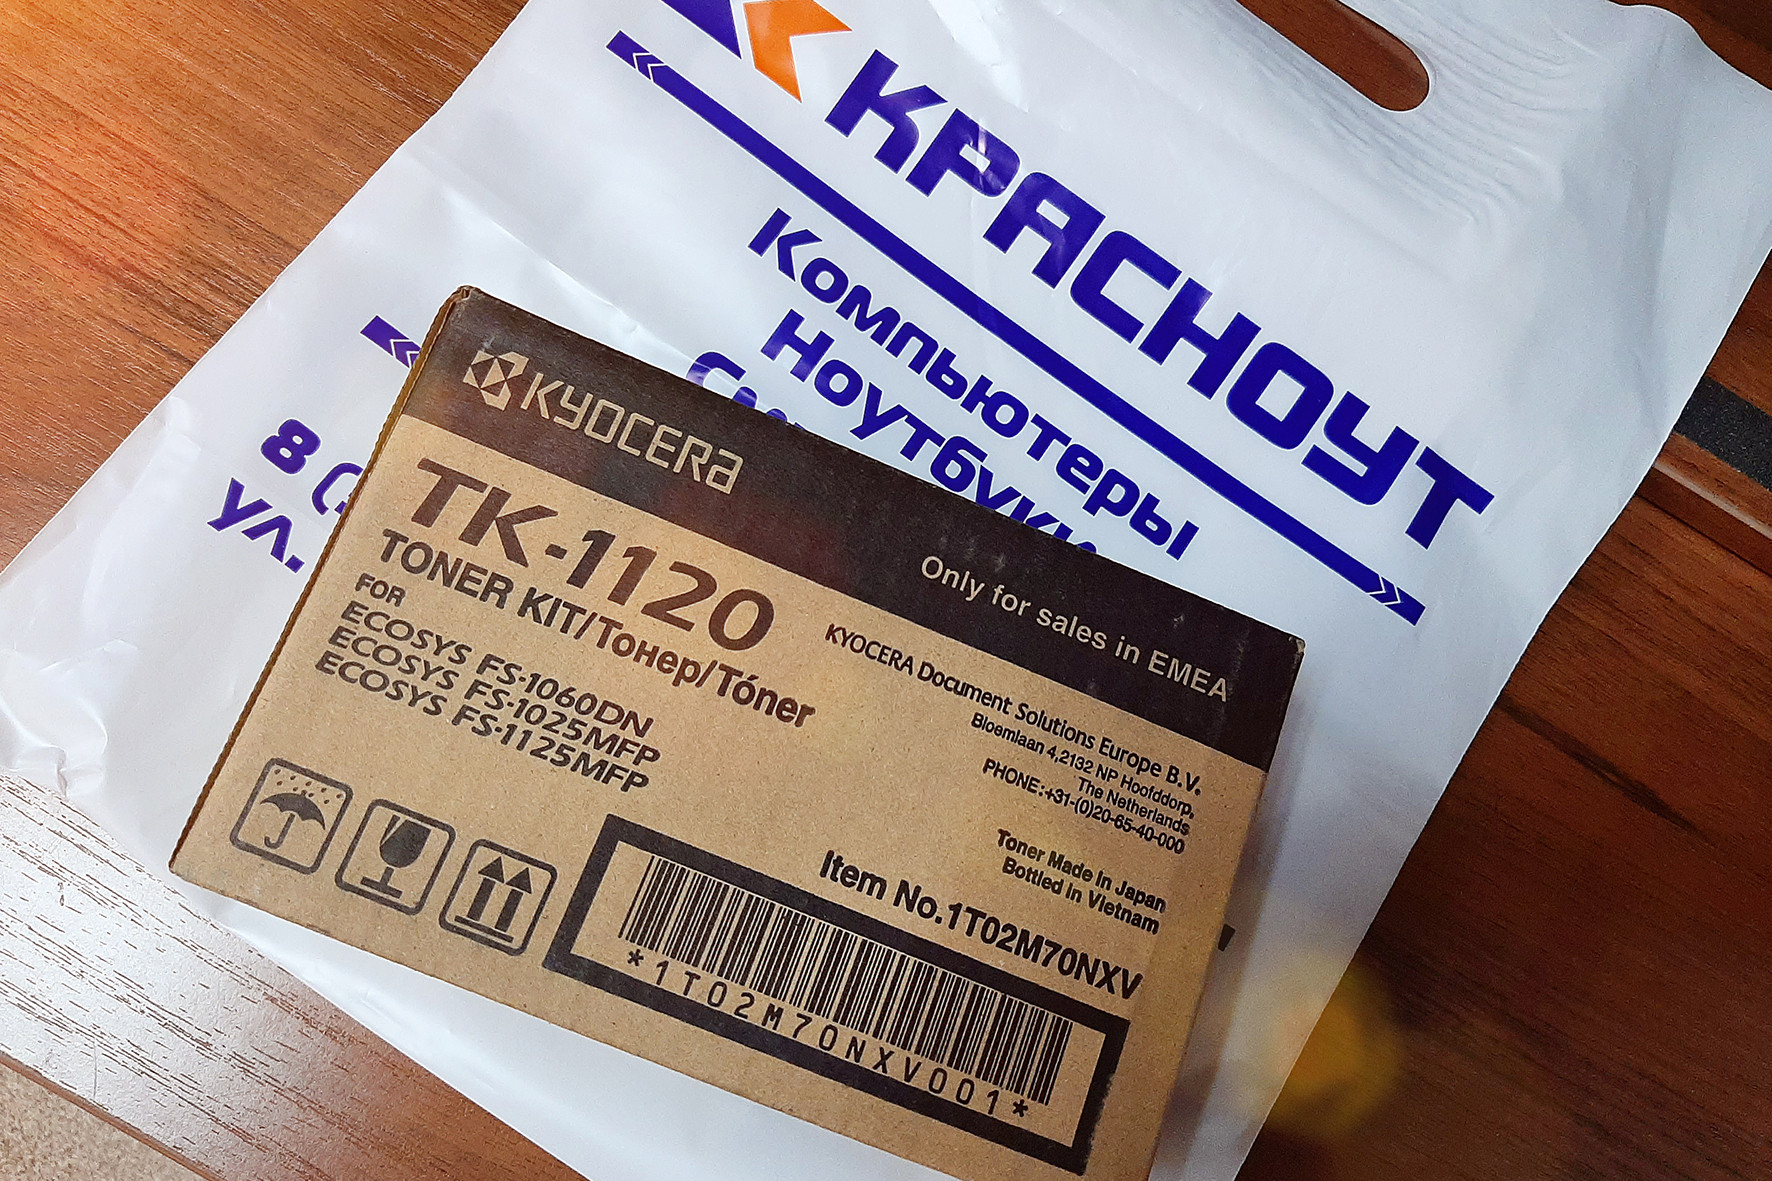 КРАСНОУТ
Компьютеры
Ноутбуки
8 (
ул.
KYOCERA
Only for sales in EMEA
TK-1120
TONER KIT/Тонер/Tóner
FOR
ECOSYS FS-1060DN
ECOSYS FS-1025MFP
ECOSYS FS-1125MFP
KYOCERA Document Solutions Europe B.V.
Bloemlaan 4,2132 NP Hoofddorp,
The Netherlands
PHONE:+31-(0)20-65-40-000
Toner Made in Japan
Bottled in Vietnam
Item No.1T02M70NXV
*1T02M70NXV001*